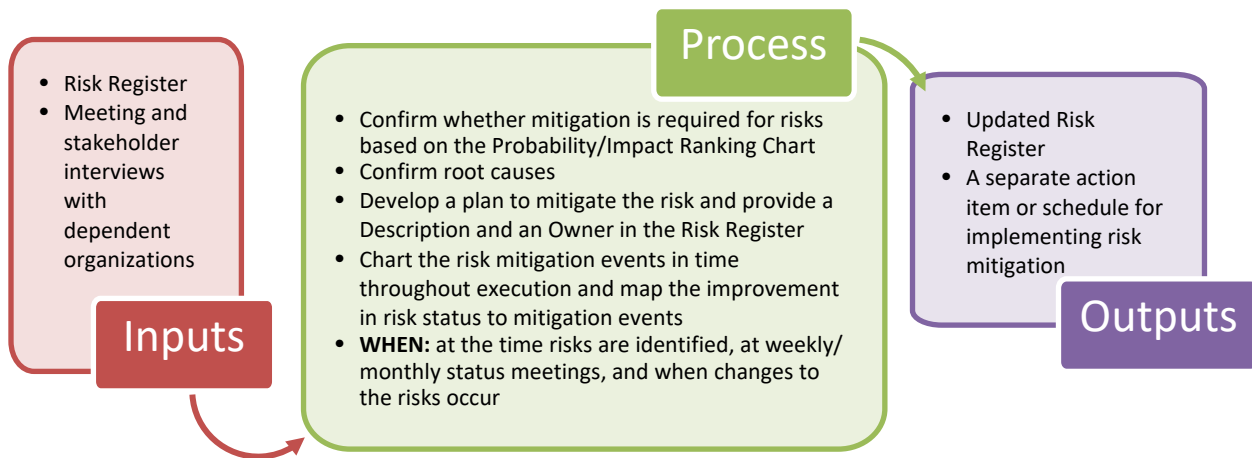 • Risk Register
• Meeting and
stakeholder
interviews
with
dependent
organizations
Inputs
Process
• Confirm whether mitigation is required for risks
based on the Probability/Impact Ranking Chart
• Confirm root causes
• Develop a plan to mitigate the risk and provide a
Description and an Owner in the Risk Register
• Chart the risk mitigation events in time
throughout execution and map the improvement
in risk status to mitigation events
• WHEN: at the time risks are identified, at weekly/
monthly status meetings, and when changes to
the risks occur
• Updated Risk
Register
• A separate action
item or schedule for
implementing risk
mitigation
Outputs